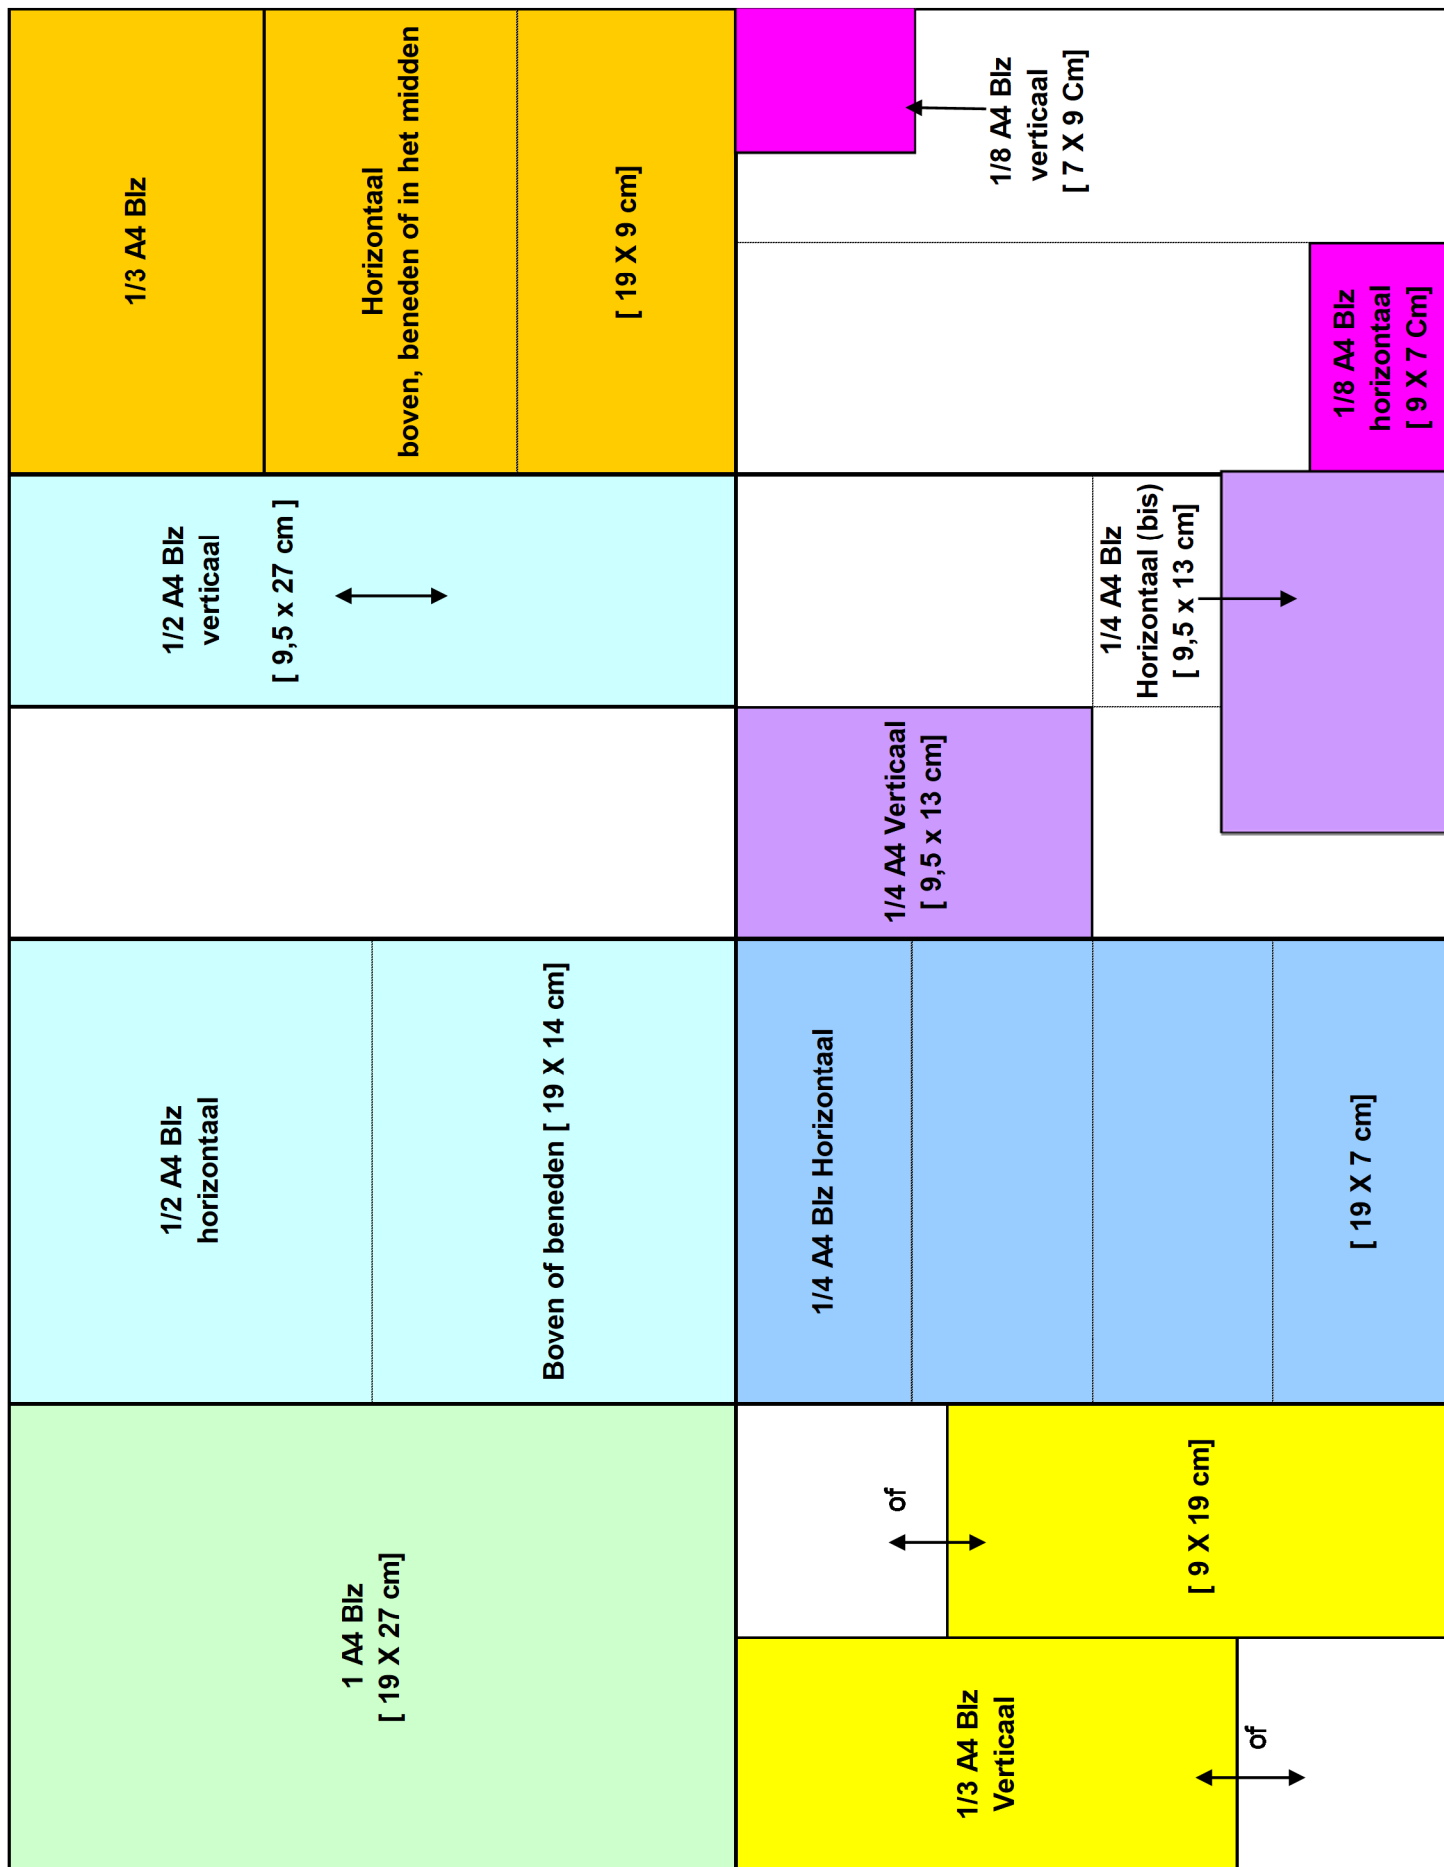 1 A4 Blz
[ 19 X 27 cm]
1/2 A4 Blz
horizontaal
Boven of beneden [ 19 X 14 cm]
1/2 A4 Blz
verticaal
[ 9,5 x 27 cm ]
1/3 A4 Blz
Horizontaal
boven, beneden of in het midden
[ 19 X 9 cm]
1/3 A4 Blz
Verticaal
of
of
[ 9 X 19 cm]
1/4 A4 Blz Horizontaal
[ 19 X 7 cm]
1/4 A4 Verticaal
[ 9,5 x 13 cm]
1/4 A4 Blz
Horizontaal (bis)
[ 9,5 x 13 cm]
1/8 A4 Blz
verticaal
[ 7 X 9 Cm]
1/8 A4 Blz
horizontaal
[ 9 X 7 Cm]